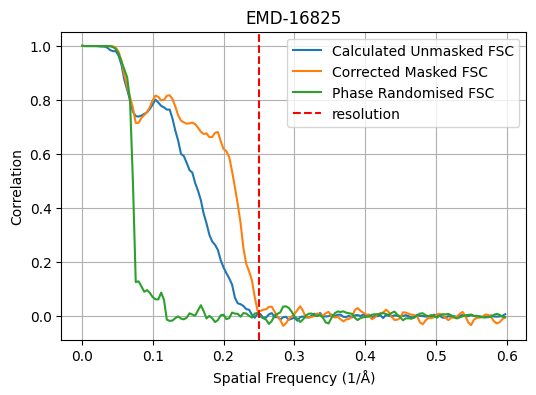 EMD-16825
Calculated Unmasked FSC
Corrected Masked FSC
Phase Randomised FSC
resolution
Correlation
1.0
0.8
0.6
0.4
0.2
0.0
0.0 0.1 0.2 0.3 0.4 0.5 0.6
Spatial Frequency (1/Å)